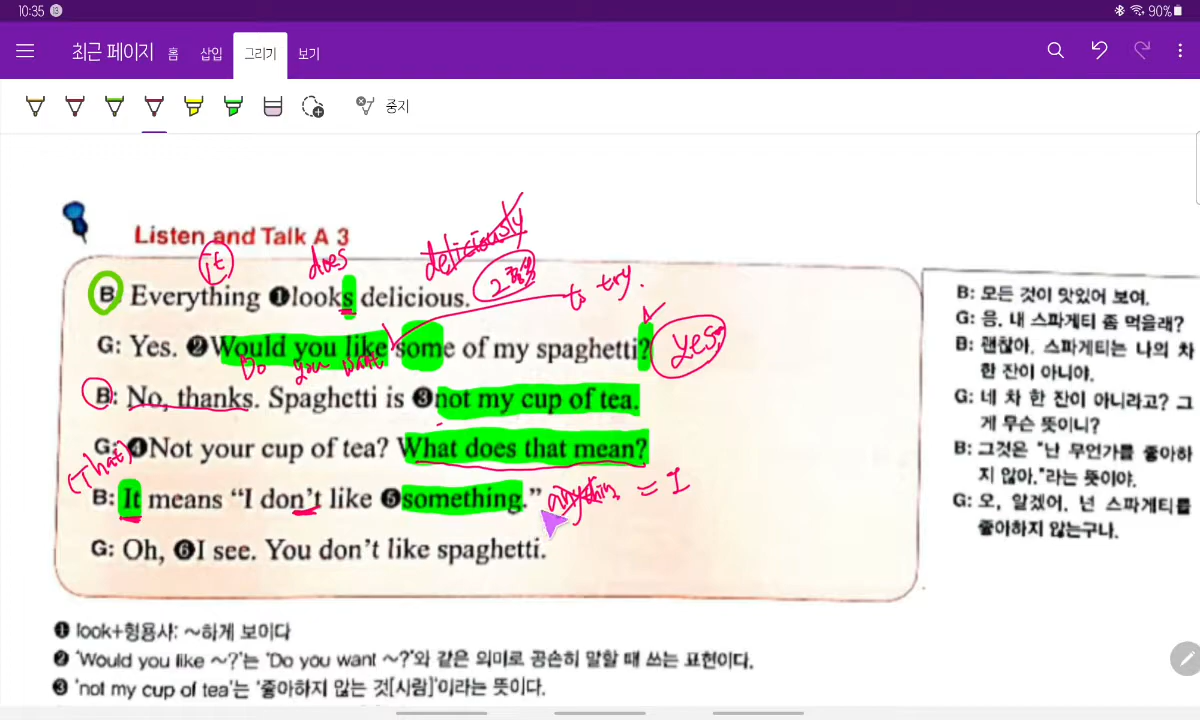 10:35 90%
최근 페이지 홈 삽입 그리기 보기
중지
Listen and Talk A 3
it does deliciously
2형식 to try.
B: Everything ❶looks delicious.
G: Yes. ❷Would you like some of my spaghetti?
yes.
Do you want
B: No, thanks. Spaghetti is ❸not my cup of tea.
G: ❹Not your cup of tea? What does that mean?
(That)
B: It means “I don’t like ❺something.” anything = I
G: Oh, ❻I see. You don’t like spaghetti.
B: 모든 것이 맛있어 보여.
G: 응. 내 스파게티 좀 먹을래?
B: 괜찮아. 스파게티는 나의 차
한 잔이 아니야.
G: 네 차 한 잔이 아니라고? 그
게 무슨 뜻이니?
B: 그것은 “난 무언가를 좋아하
지 않아.”라는 뜻이야.
G: 오, 알겠어. 넌 스파게티를
좋아하지 않는구나.
❶ look+형용사: ~하게 보이다
❷ ‘Would you like ~?’는 ‘Do you want ~?’와 같은 의미로 공손히 말할 때 쓰는 표현이다.
❸ ‘not my cup of tea’는 ‘좋아하지 않는 것[사람]’이라는 뜻이다.